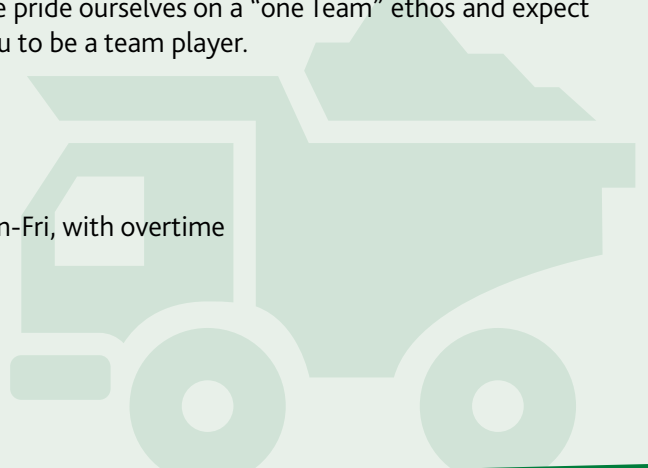 pride ourselves on a “one Team” ethos and expect
to be a team player.
-Fri, with overtime